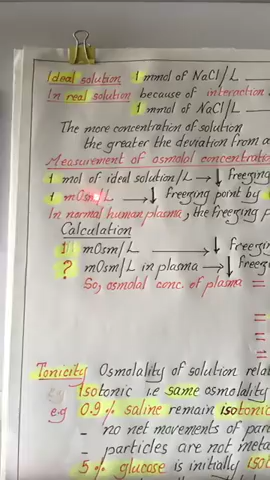 Ideal solution 1 mmol of NaCl/L
In real solution because of interaction
1 mmol of NaCl/L
The more concentration of solution
the greater the deviation from
Measurement of osmolal concentra
1 mol of ideal solution/L → ↓ Freezing
1 mOsm/L → ↓ Freezing point by
In normal human plasma, the freezing p
Calculation
1 mOsm/L → ↓ Freezi
? mOsm/L in plasma → ↓ Freez
So, osmolal conc. of plasma =
=
=
=
Tonicity Osmolality of solution rela
Isotonic i.e same osmolality
e.g 0.9% saline remain isoton
- no net movements of par
- particles are not meta
- 5% glucose is initially isot